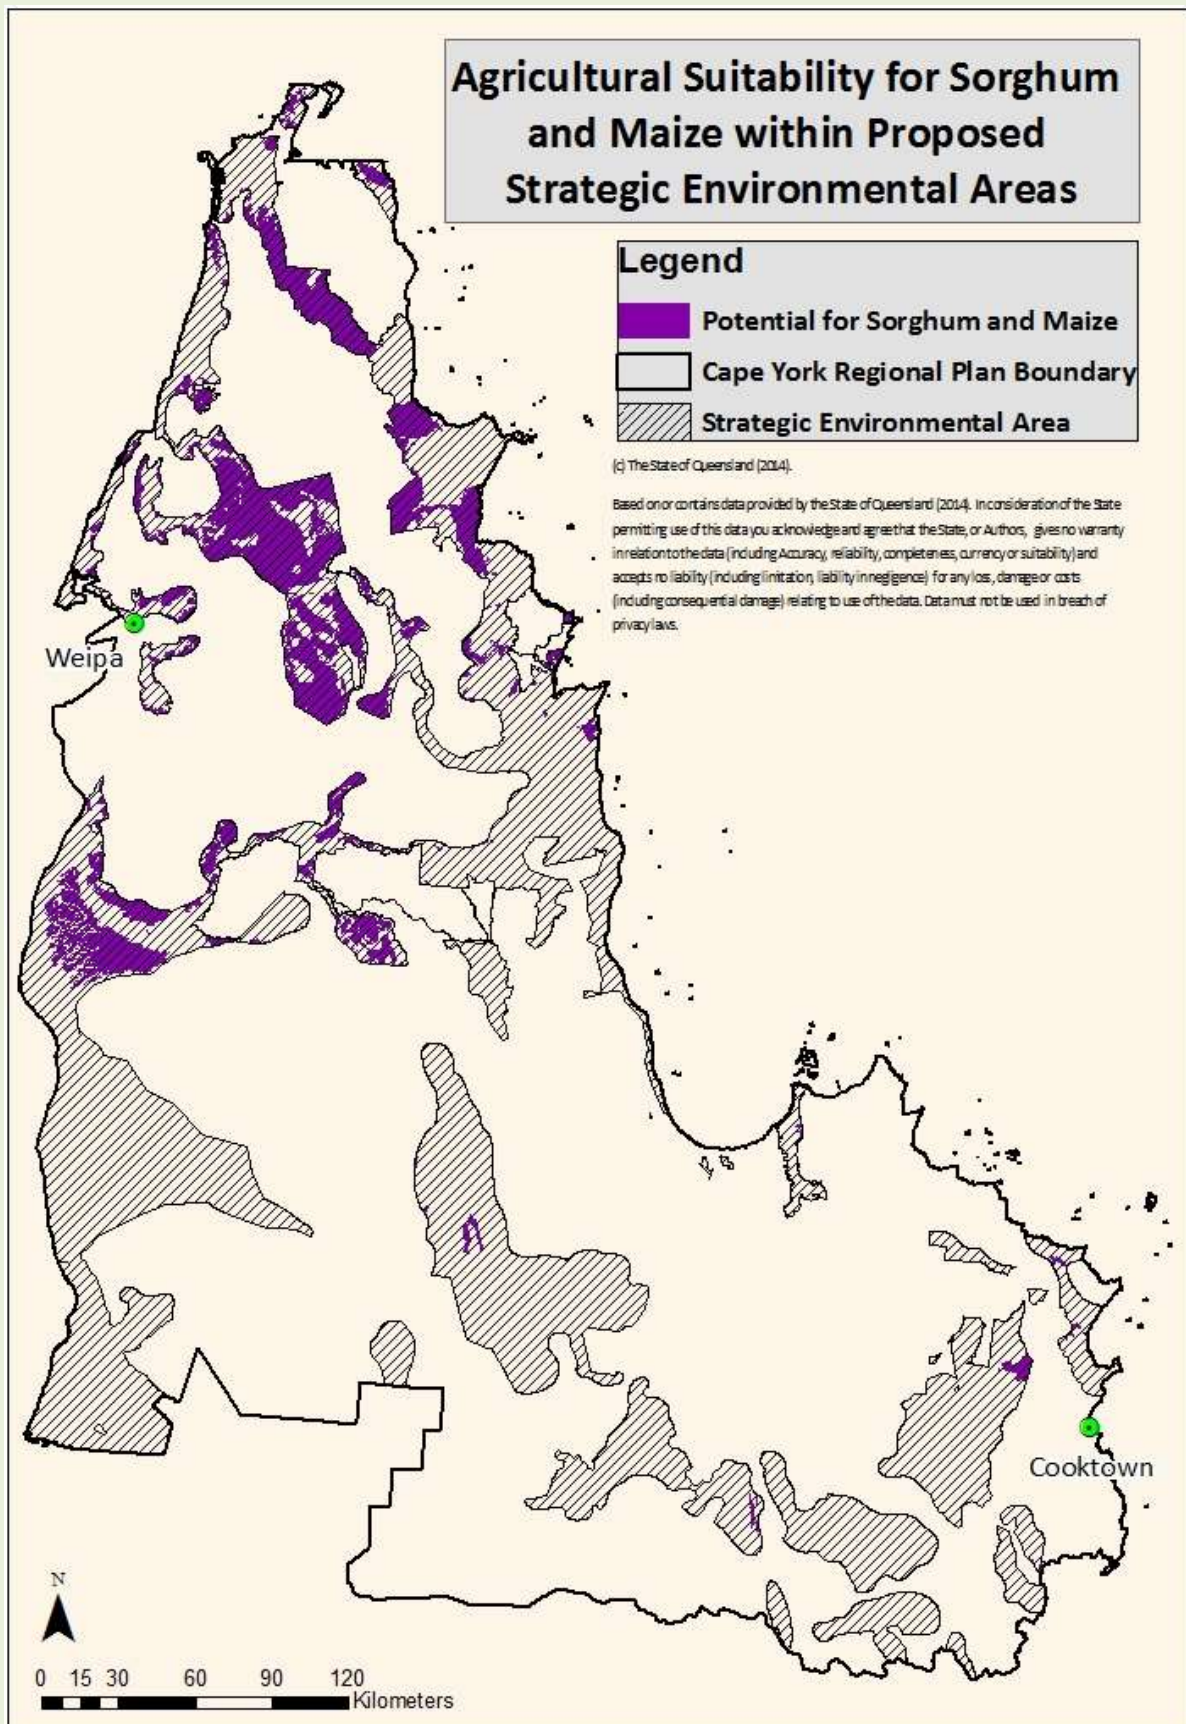 Agricultural Suitability for Sorghum
and Maize within Proposed
Strategic Environmental Areas
Legend
Potential for Sorghum and Maize
Cape York Regional Plan Boundary
Strategic Environmental Area
(c) The State of Queensland (2014).
Based on or contains data provided by the State of Queensland (2014). In consideration of the State
permitting use of this data you acknowledge and agree that the State, or Authors, gives no warranty
in relation to the data (including Accuracy, reliability, completeness, currency or suitability) and
accepts no liability (including limitation, liability in negligence) for any loss, damage or costs
(including consequential damage) relating to use of the data. Data must not be used in breach of
privacy laws.
Weipa
Cooktown
N
0 15 30 60 90 120
Kilometers